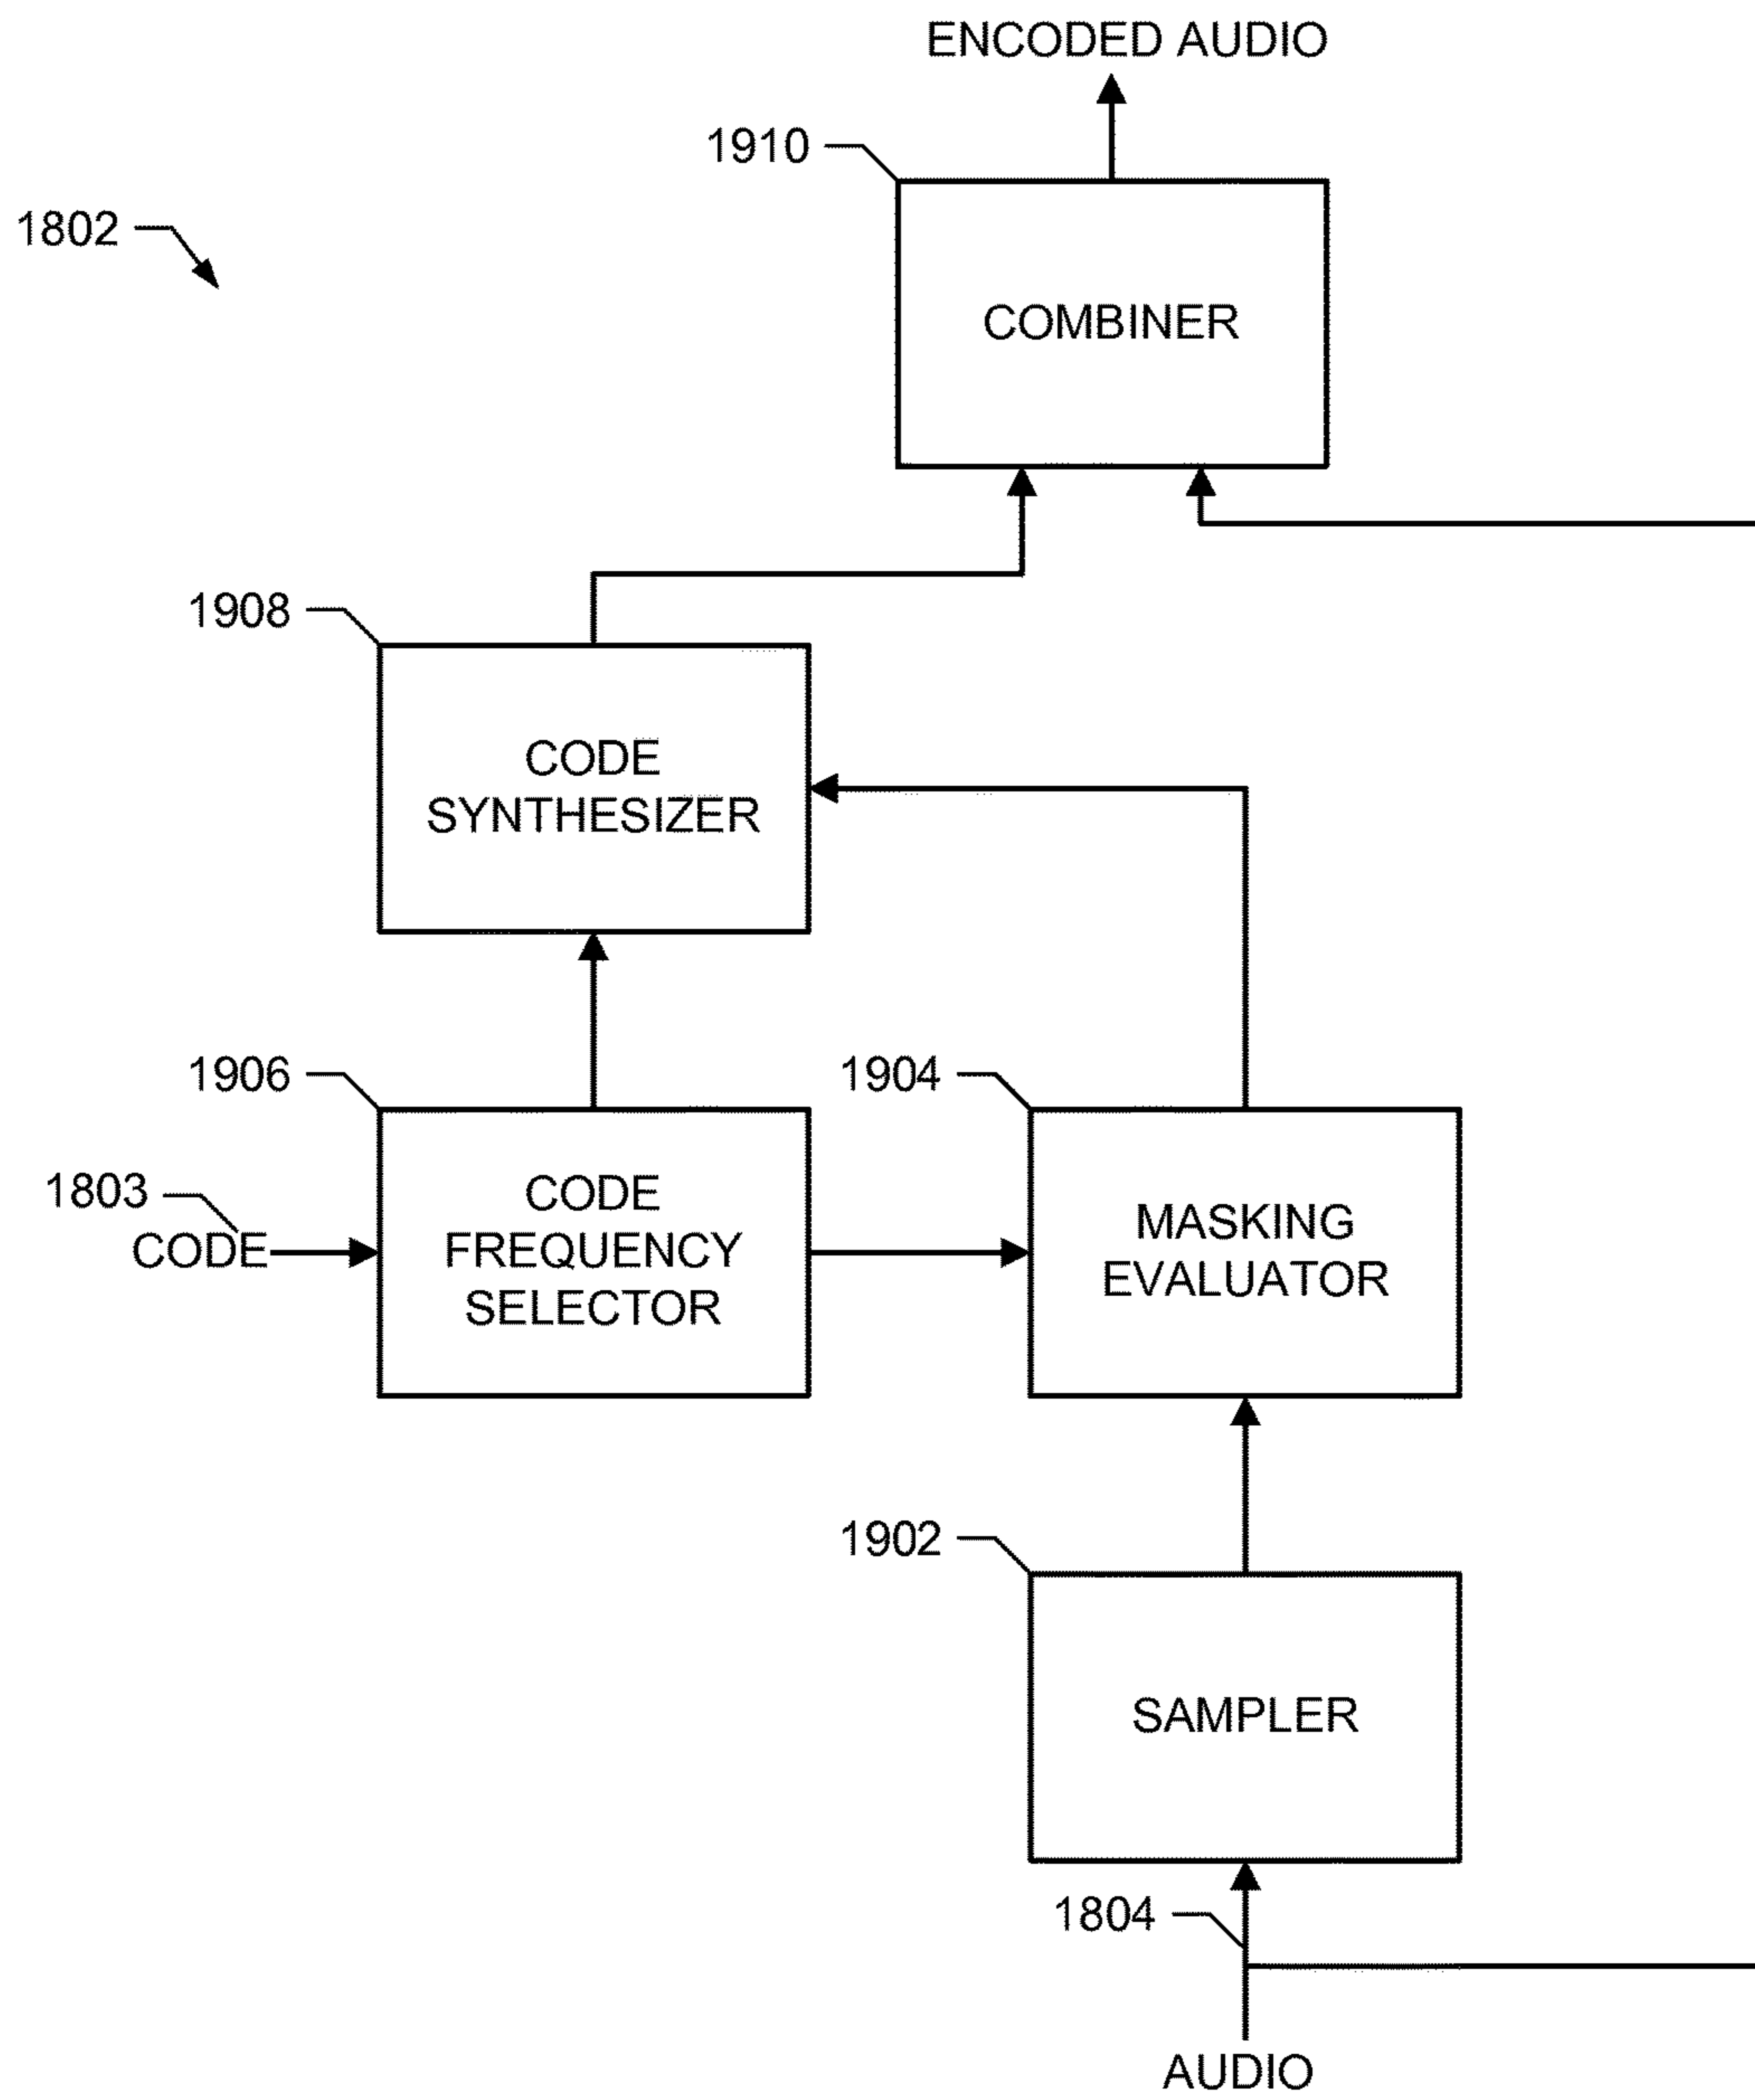 ENCODED AUDIO
1910
1802
COMBINER
1908
CODE
SYNTHESIZER
1906
1904
1803
CODE
CODE
FREQUENCY
SELECTOR
MASKING
EVALUATOR
1902
SAMPLER
1804
AUDIO